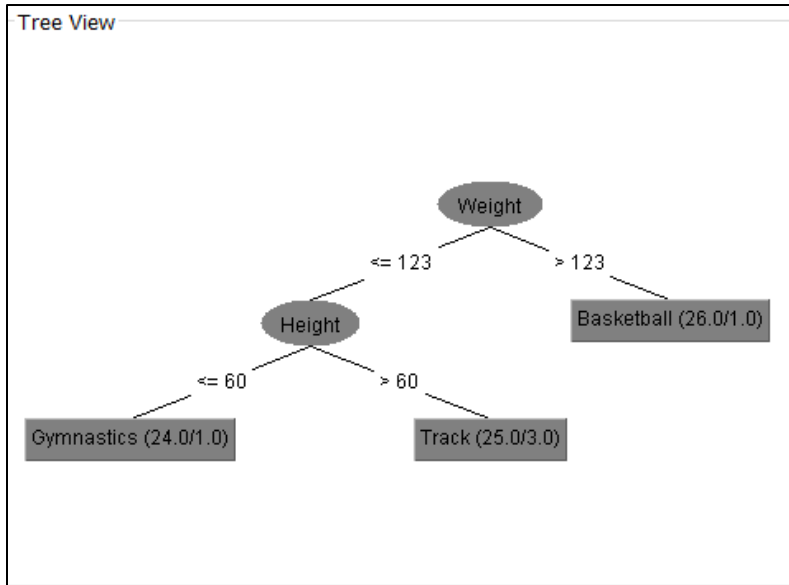 Tree View
Weight
<= 123
> 123
Height
Basketball (26.0/1.0)
<= 60
> 60
Gymnastics (24.0/1.0)
Track (25.0/3.0)